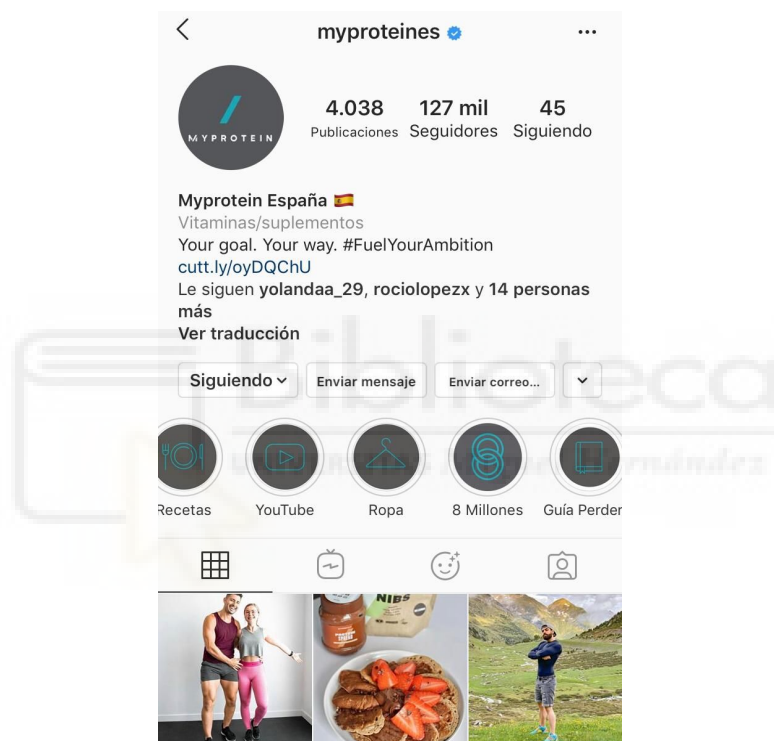 myproteines
4.038 127 mil 45
Publicaciones Seguidores Siguiendo
MYPROTEIN
Myprotein España 🇪🇸
Vitaminas/suplementos
Your goal. Your way. #FuelYourAmbition
cutt.ly/oyDQChU
Le siguen yolandaa_29, rociolopezx y 14 personas
más
Ver traducción
Siguiendo Enviar mensaje Enviar correo...
Recetas YouTube Ropa 8 Millones Guía Perder
NIBS
Biblioteca